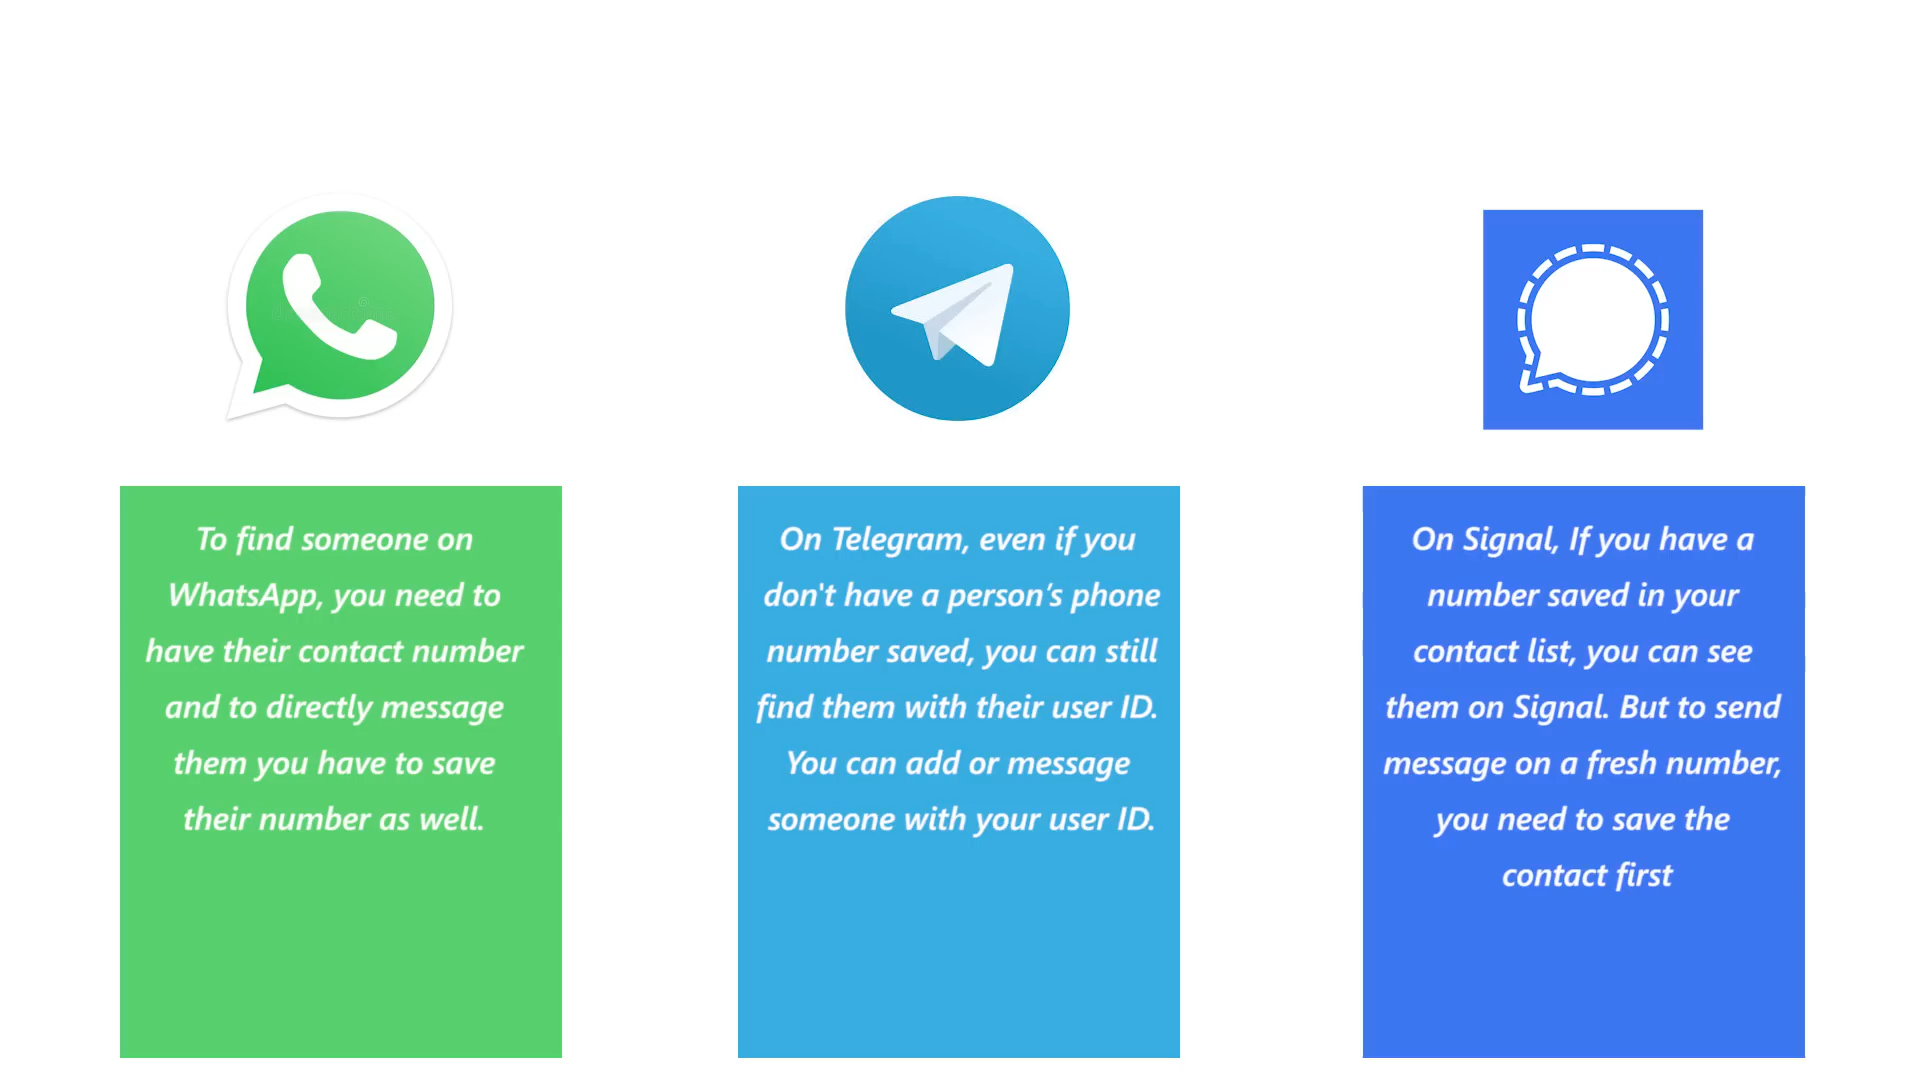 To find someone on
WhatsApp, you need to
have their contact number
and to directly message
them you have to save
their number as well.
On Telegram, even if you
don't have a person’s phone
number saved, you can still
find them with their user ID.
You can add or message
someone with your user ID.
On Signal, If you have a
number saved in your
contact list, you can see
them on Signal. But to send
message on a fresh number,
you need to save the
contact first